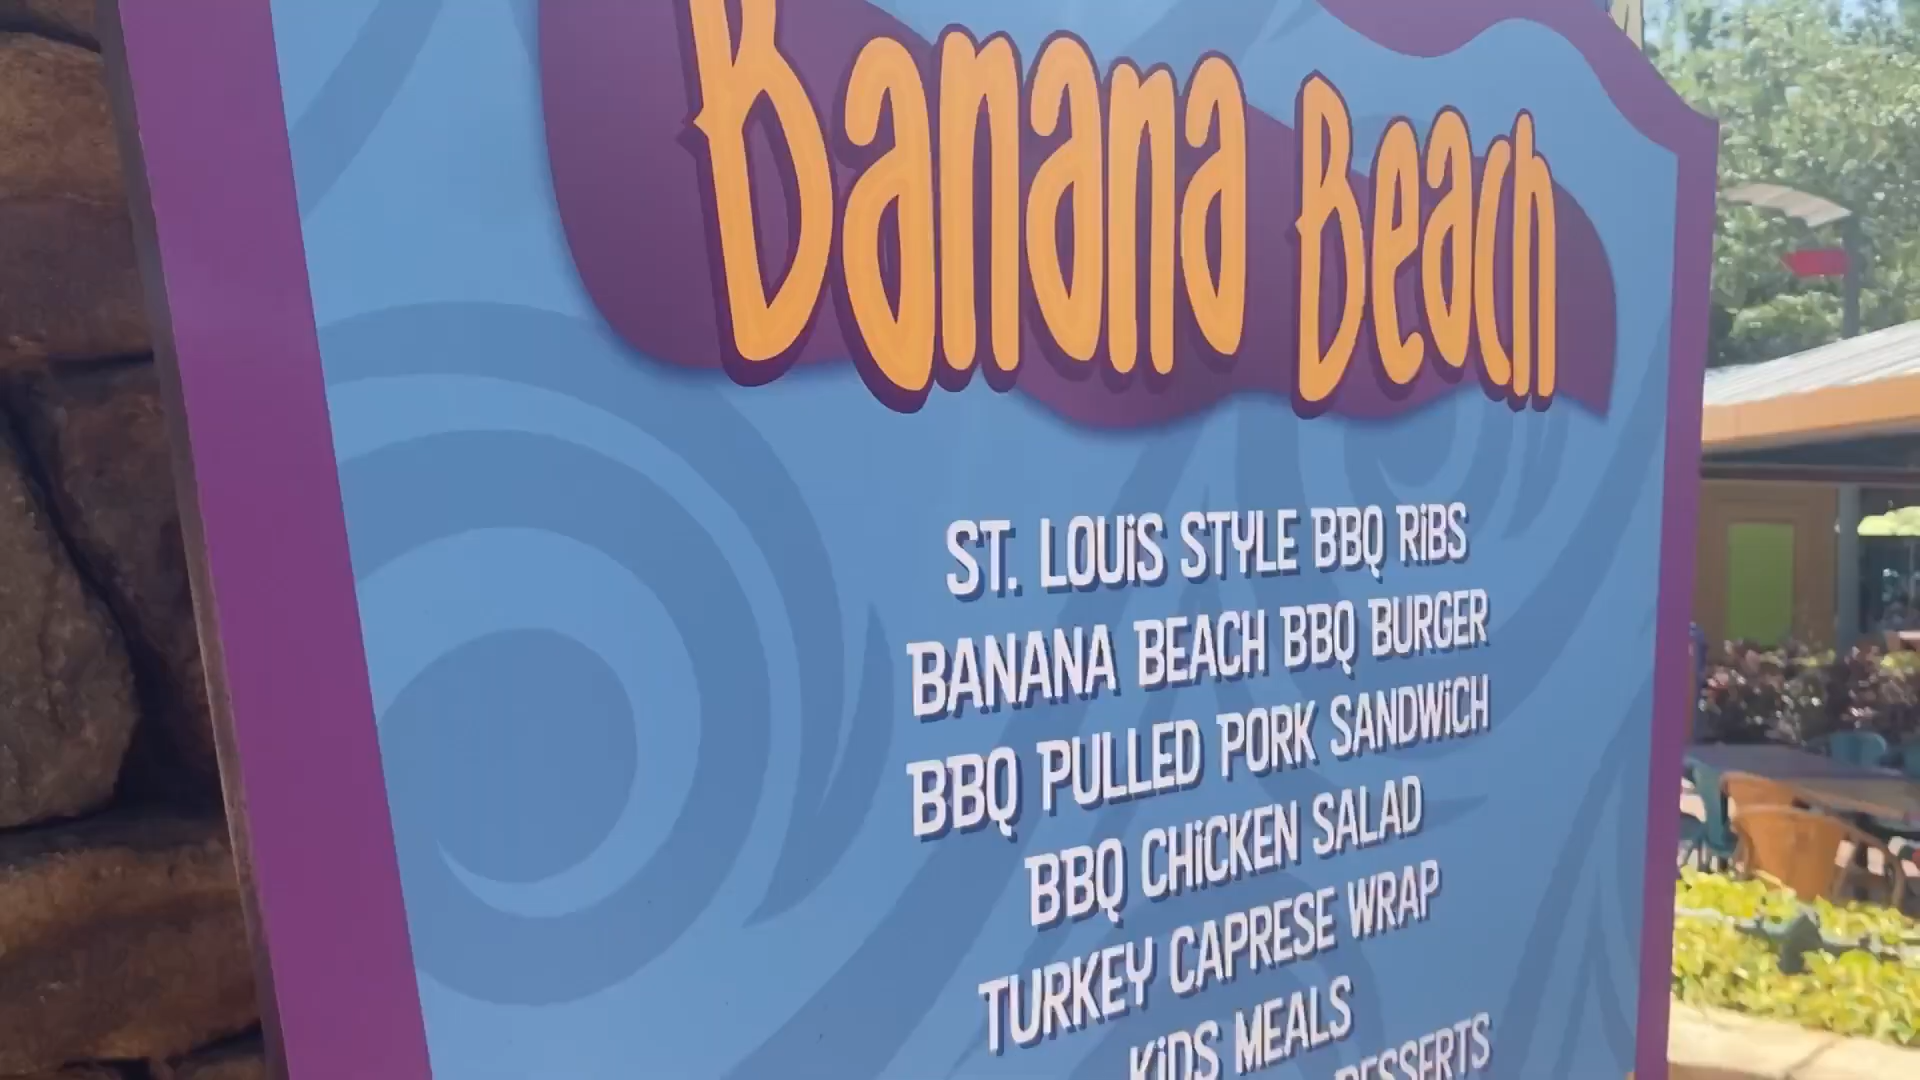 Banana Beach
ST. LOUiS STYLE BBQ RiBS
BANANA BEACH BBQ BURGER
BBQ PULLED PORK SANDWiCH
BBQ CHiCKEN SALAD
TURKEY CAPRESE WRAP
KiDS MEALS
DESSERTS